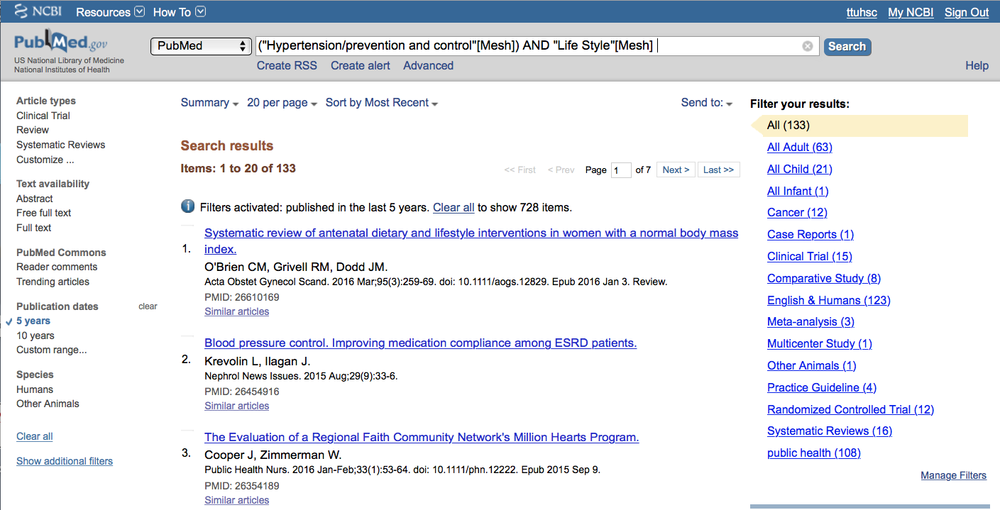 NCBI Resources How To ttuhsc My NCBI Sign Out
PubMed.gov
US National Library of Medicine
National Institutes of Health
PubMed ("Hypertension/prevention and control"[Mesh]) AND "Life Style"[Mesh] Search
Create RSS Create alert Advanced Help
Article types
Clinical Trial
Review
Systematic Reviews
Customize ...
Text availability
Abstract
Free full text
Full text
PubMed Commons
Reader comments
Trending articles
Publication dates clear
5 years
10 years
Custom range...
Species
Humans
Other Animals
Clear all
Show additional filters
Summary 20 per page Sort by Most Recent Send to:
Search results
Items: 1 to 20 of 133
<< First < Prev Page 1 of 7 Next > Last >>
Filters activated: published in the last 5 years. Clear all to show 728 items.
Systematic review of antenatal dietary and lifestyle interventions in women with a normal body mass
1. index.
O'Brien CM, Grivell RM, Dodd JM.
Acta Obstet Gynecol Scand. 2016 Mar;95(3):259-69. doi: 10.1111/aogs.12829. Epub 2016 Jan 3. Review.
PMID: 26610169
Similar articles
Blood pressure control. Improving medication compliance among ESRD patients.
2. Krevolin L, Ilagan J.
Nephrol News Issues. 2015 Aug;29(9):33-6.
PMID: 26454916
Similar articles
The Evaluation of a Regional Faith Community Network's Million Hearts Program.
3. Cooper J, Zimmerman W.
Public Health Nurs. 2016 Jan-Feb;33(1):53-64. doi: 10.1111/phn.12222. Epub 2015 Sep 9.
PMID: 26354189
Similar articles
Filter your results:
All (133)
All Adult (63)
All Child (21)
All Infant (1)
Cancer (12)
Case Reports (1)
Clinical Trial (15)
Comparative Study (8)
English & Humans (123)
Meta-analysis (3)
Multicenter Study (1)
Other Animals (1)
Practice Guideline (4)
Randomized Controlled Trial (12)
Systematic Reviews (16)
public health (108)
Manage Filters